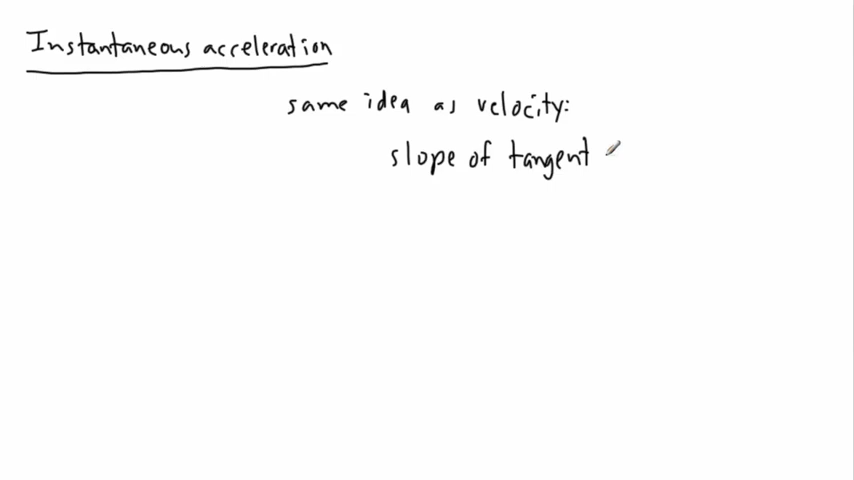 Instantaneous acceleration
same idea as velocity:
slope of tangent